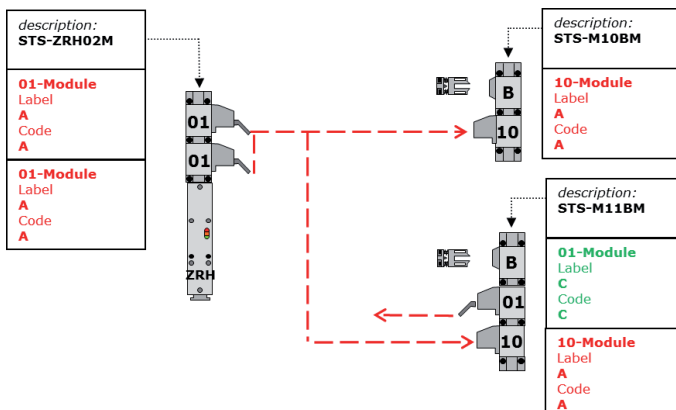 description:
STS-ZRH02M
01-Module
Label
A
Code
A
01-Module
Label
A
Code
A
01
01
ZRH
description:
STS-M10BM
10-Module
Label
A
Code
A
B
10
description:
STS-M11BM
01-Module
Label
C
Code
C
10-Module
Label
A
Code
A
B
01
10